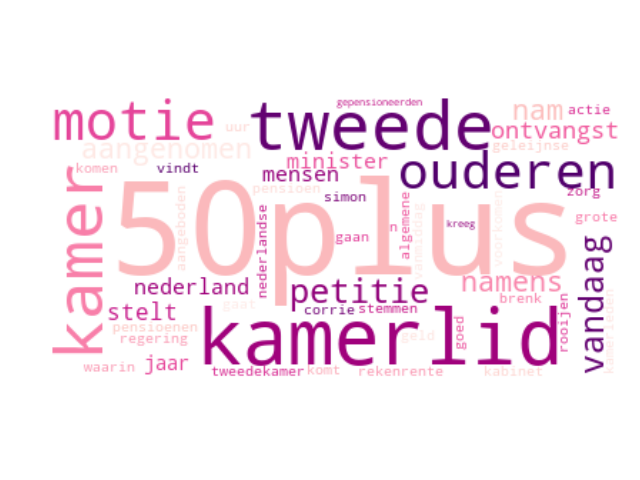 gepensioneerden
motie
uur
tweede
nam
actie
ontvangst
aangenomen
geleijnse
minister
komen
vindt
mensen
ouderen
kamer
50plus
pensioen
simon
zorg
aangeboden
nederlandse
algemene
vandaag
voorkomen
kreeg
grote
gaan
n
nederland
petitie
namens
brenk
vandaag
stelt
gaat
corrie
stemmen
rooijen
pensioenen
regering
kamerlid
geld
goed
waarin
jaar
tweedekamer
komt
rekenrente
kabinet